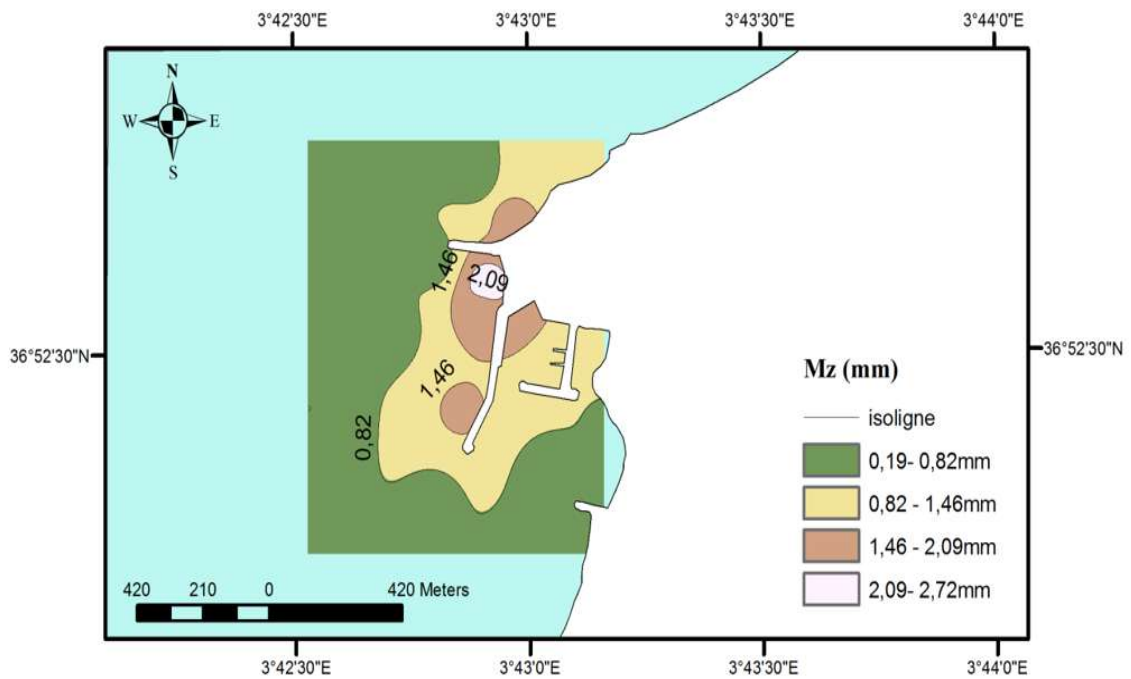 3°42'30"E 3°43'0"E 3°43'30"E 3°44'0"E
N
W E
S
1,46
2,09
36°52'30"N 36°52'30"N
1,46
0,82
Mz (mm)
isoligne
0,19- 0,82mm
0,82 - 1,46mm
1,46 - 2,09mm
2,09- 2,72mm
420 210 0 420 Meters
3°42'30"E 3°43'0"E 3°43'30"E 3°44'0"E